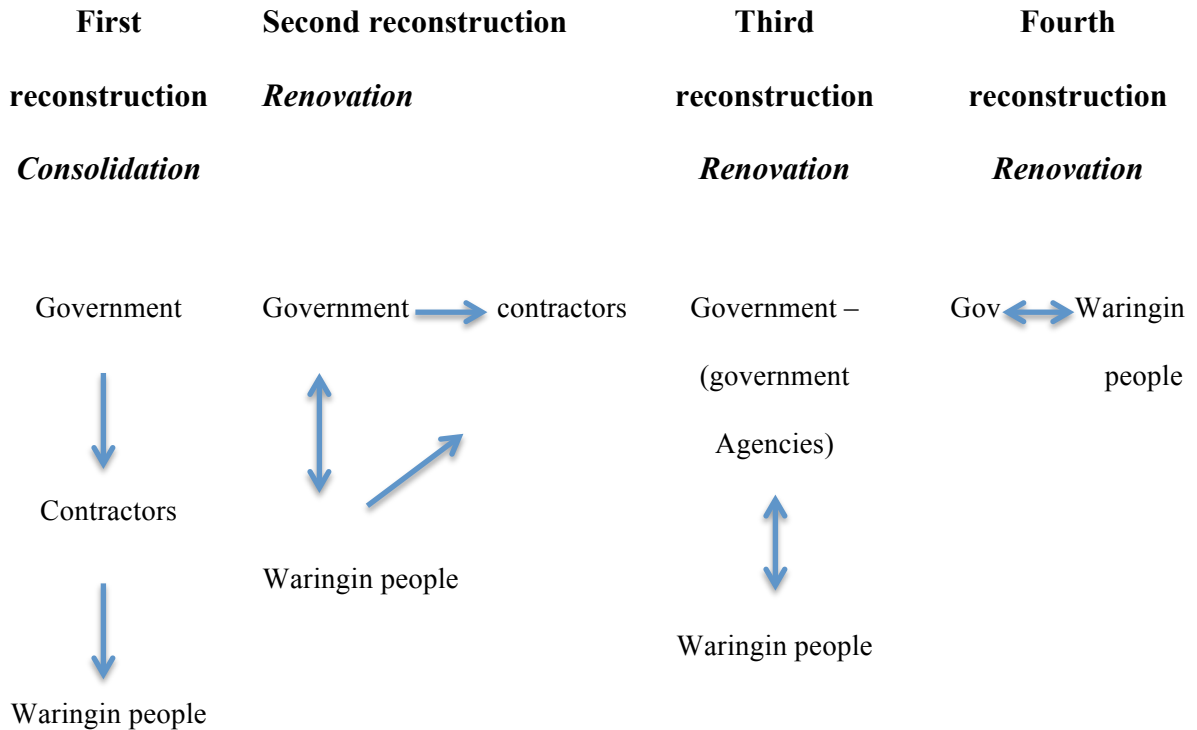 First
reconstruction
Consolidation
Second reconstruction
Renovation
Third
reconstruction
Renovation
Fourth
reconstruction
Renovation
Government
Contractors
Waringin people
Government
contractors
Waringin people
Government –
(government
Agencies)
Waringin people
Gov
Waringin
people